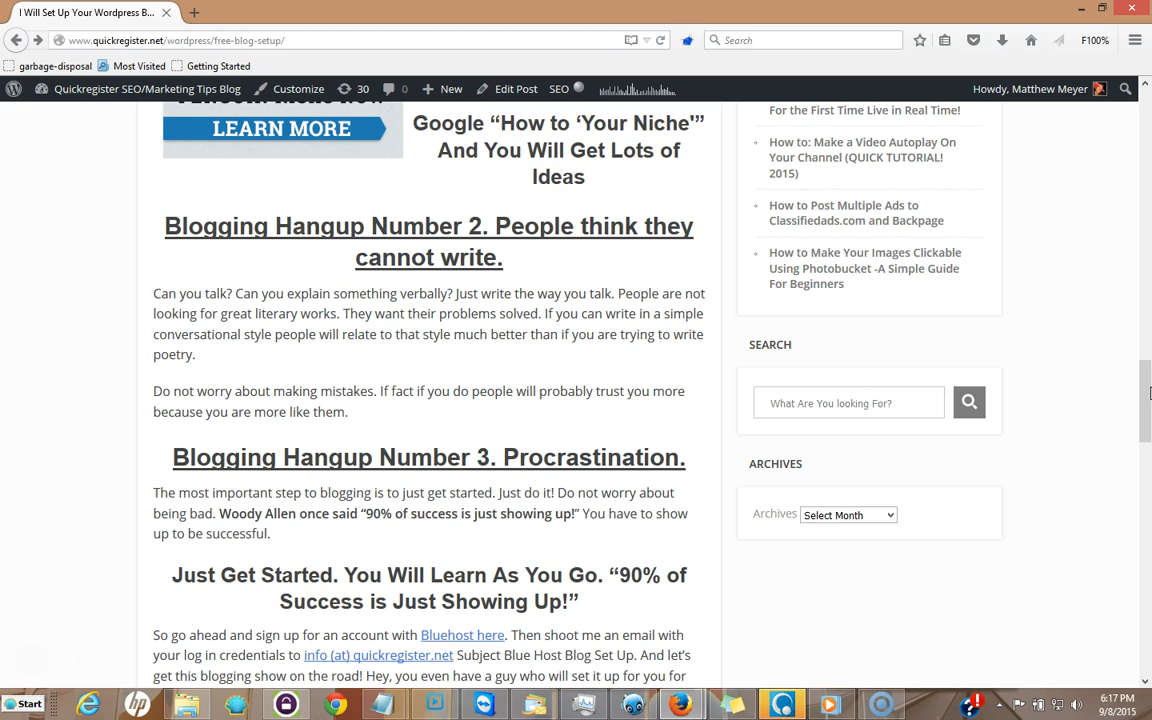 I Will Set Up Your Wordpress B...
www.quickregister.net/wordpress/free-blog-setup/
Search
F100%
garbage-disposal
Most Visited
Getting Started
Quickregister SEO/Marketing Tips Blog
Customize
30
0
New
Edit Post
SEO
Howdy, Matthew Meyer
LEARN MORE
Google “How to ‘Your Niche'”
And You Will Get Lots of
Ideas
Blogging Hangup Number 2. People think they
cannot write.
Can you talk? Can you explain something verbally? Just write the way you talk. People are not
looking for great literary works. They want their problems solved. If you can write in a simple
conversational style people will relate to that style much better than if you are trying to write
poetry.
Do not worry about making mistakes. If fact if you do people will probably trust you more
because you are more like them.
Blogging Hangup Number 3. Procrastination.
The most important step to blogging is to just get started. Just do it! Do not worry about
being bad. Woody Allen once said “90% of success is just showing up!” You have to show
up to be successful.
Just Get Started. You Will Learn As You Go. “90% of
Success is Just Showing Up!”
So go ahead and sign up for an account with Bluehost here. Then shoot me an email with
your log in credentials to info (at) quickregister.net Subject Blue Host Blog Set Up. And let’s
get this blogging show on the road! Hey, you even have a guy who will set it up for you for
For the First Time Live in Real Time!
How to: Make a Video Autoplay On
Your Channel (QUICK TUTORIAL!
2015)
How to Post Multiple Ads to
Classifiedads.com and Backpage
How to Make Your Images Clickable
Using Photobucket -A Simple Guide
For Beginners
SEARCH
What Are You looking For?
ARCHIVES
Archives
Select Month
Start
6:17 PM
9/8/2015